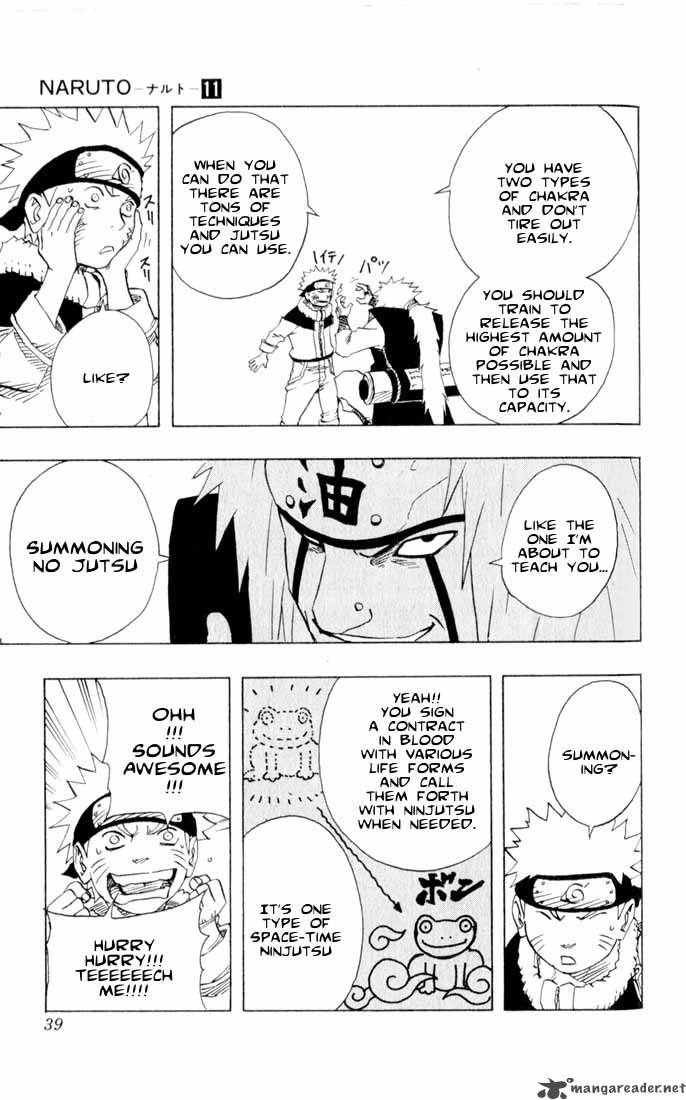 NARUTO—ナルト—11
YOU HAVE
TWO TYPES
OF CHAKRA
AND DON'T
TIRE OUT
EASILY.
YOU SHOULD
TRAIN TO
RELEASE THE
HIGHEST AMOUNT
OF CHAKRA
POSSIBLE AND
THEN USE THAT
TO ITS
CAPACITY.
パッ
イテ
WHEN YOU
CAN DO THAT
THERE ARE
TONS OF
TECHNIQUES
AND JUTSU
YOU CAN USE.
ズズ
LIKE?
LIKE THE
ONE I'M
ABOUT TO
TEACH YOU...
油
SUMMONING
NO JUTSU
SUMMON-
ING?
YEAH!!
YOU SIGN
A CONTRACT
IN BLOOD
WITH VARIOUS
LIFE FORMS
AND CALL
THEM FORTH
WITH NINJUTSU
WHEN NEEDED.
ボン
IT'S ONE
TYPE OF
SPACE-TIME
NINJUTSU
OHH
!!!
SOUNDS
AWESOME
!!!
HURRY
HURRY!!!
TEEEEEECH
ME!!!!
39
mangareader.net